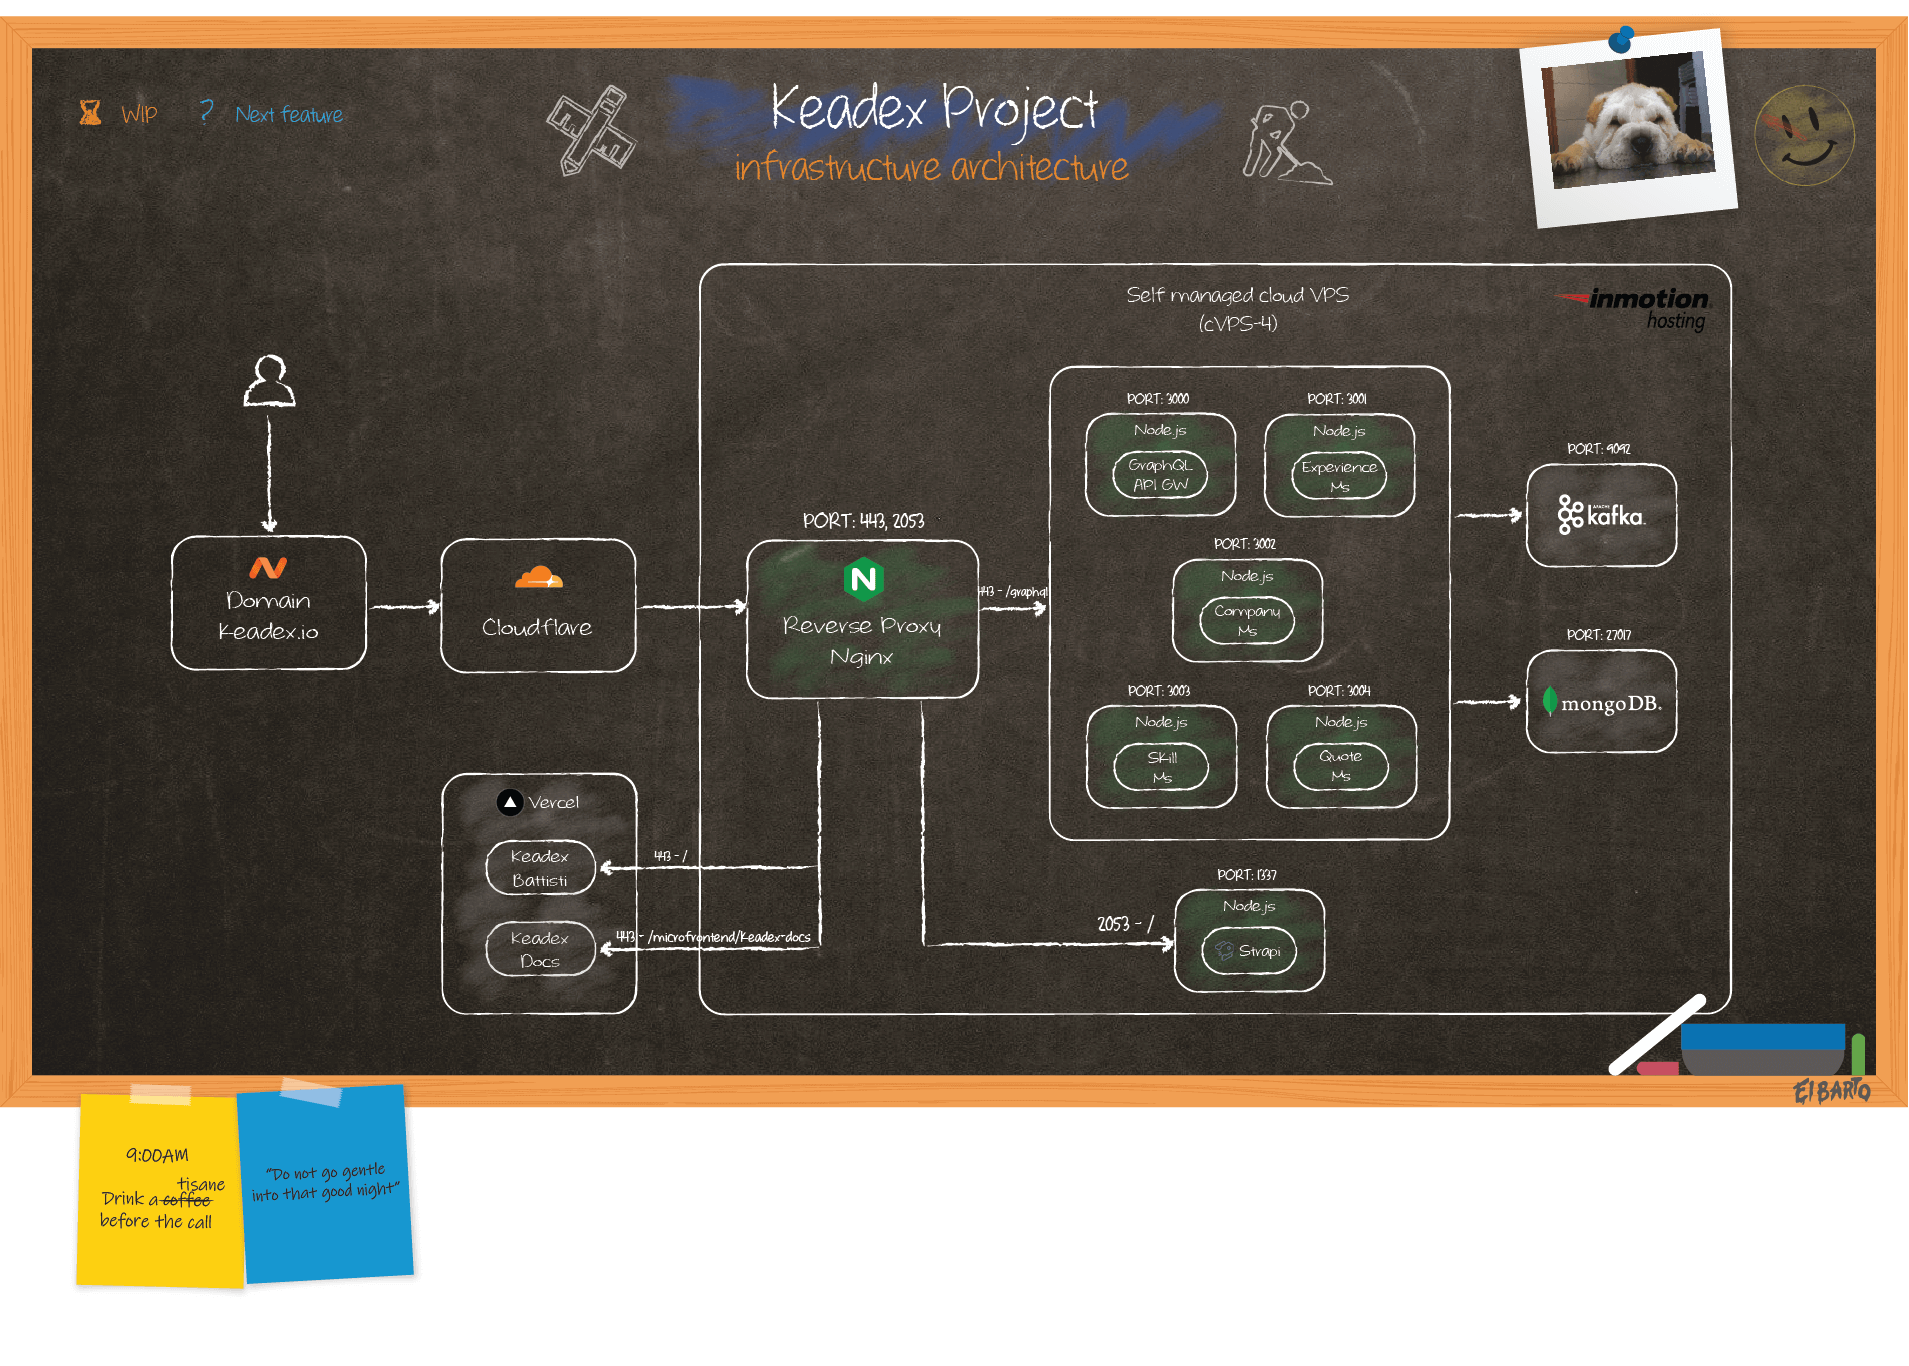 WIP
?
Next feature
Keadex Project
infrastructure architecture
Self managed cloud VPS
(cVPS-4)
inmotion
hosting
Domain
Keadex.io
Cloudflare
PORT: 443, 2053
N
Reverse Proxy
Nginx
443 - /graphql
PORT: 3000
Node.js
GraphQL
API GW
PORT: 3001
Node.js
Experience
Ms
PORT: 3002
Node.js
Company
Ms
PORT: 3003
Node.js
Skill
Ms
PORT: 3004
Node.js
Quote
Ms
PORT: 9092
APACHE
kafka
PORT: 27017
mongoDB.
Vercel
Keadex
Battisti
443 - /
Keadex
Docs
443 - /microfrontend/keadex-docs
2053 - /
PORT: 1337
Node.js
Strapi
El BARTO
9:00AM
tisane
Drink a coffee
before the call
"Do not go gentle
into that good night"